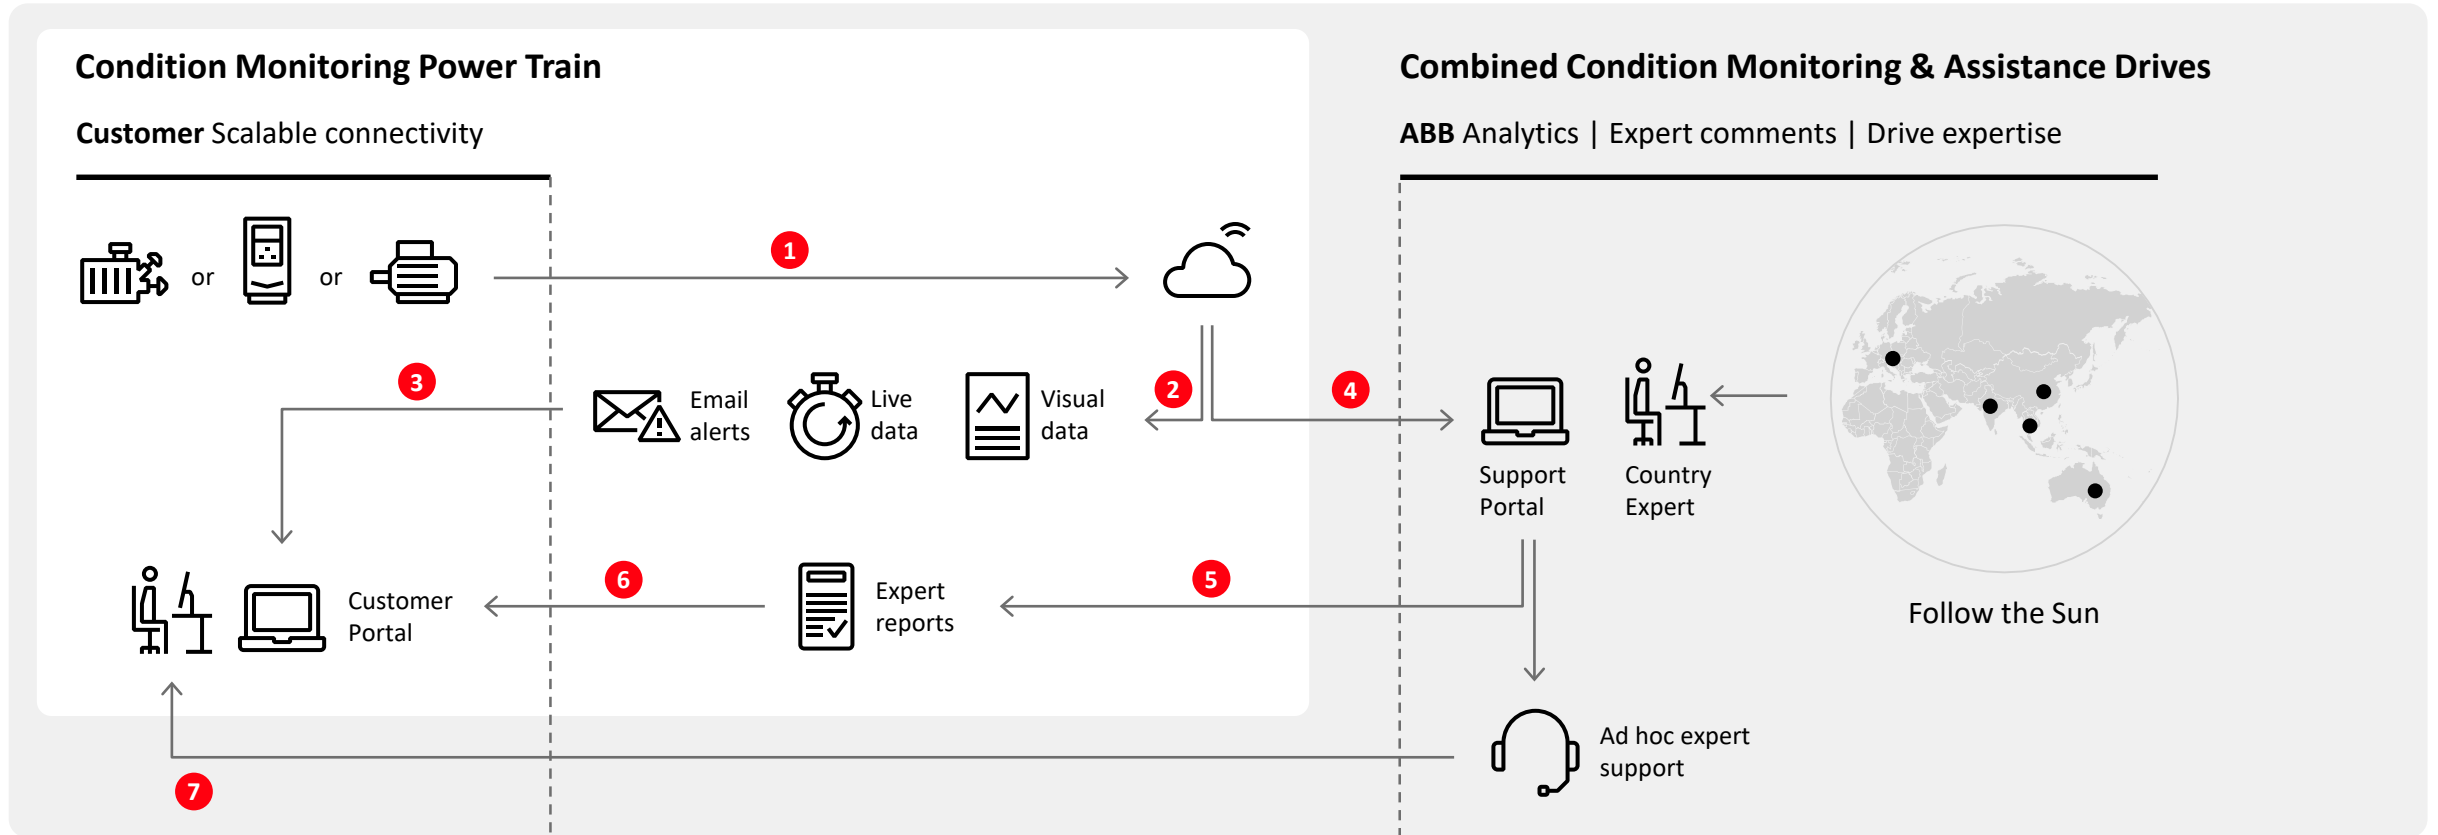 Condition Monitoring Power Train
Customer Scalable connectivity
Combined Condition Monitoring & Assistance Drives
ABB Analytics | Expert comments | Drive expertise
or
or
1
3
Email
alerts
Live
data
Visual
data
2
4
Support
Portal
Country
Expert
Follow the Sun
Customer
Portal
6
Expert
reports
5
Ad hoc expert
support
7